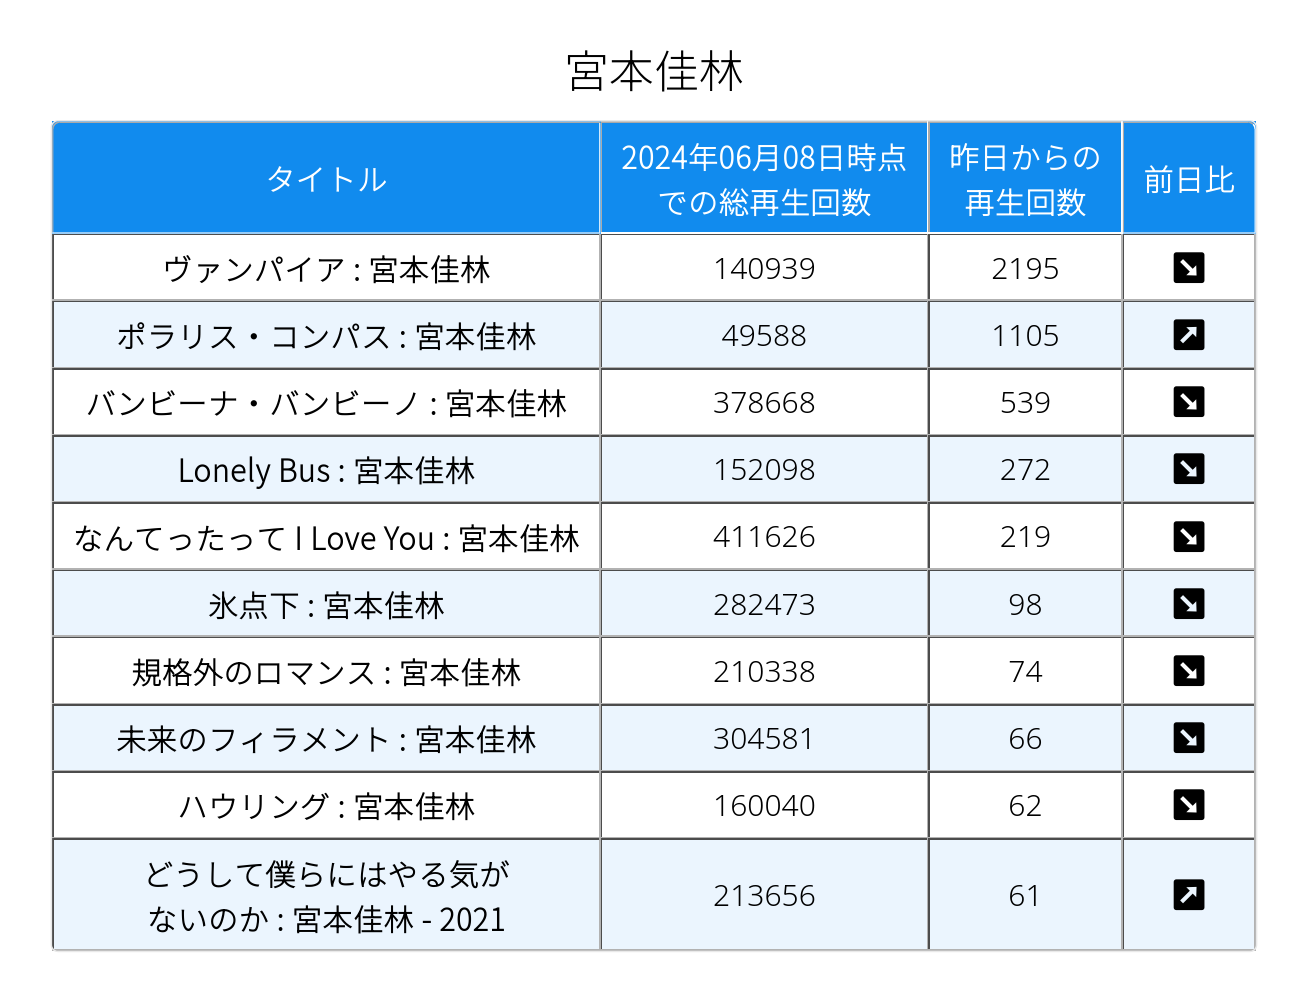 宮本佳林
タイトル
2024年06月08日時点
での総再生回数
昨日からの
再生回数
前日比
ヴァンパイア : 宮本佳林 140939 2195 ↘
ポラリス・コンパス : 宮本佳林 49588 1105 ↗
バンビーナ・バンビーノ : 宮本佳林 378668 539 ↘
Lonely Bus : 宮本佳林 152098 272 ↘
なんてったって I Love You : 宮本佳林 411626 219 ↘
氷点下 : 宮本佳林 282473 98 ↘
規格外のロマンス : 宮本佳林 210338 74 ↘
未来のフィラメント : 宮本佳林 304581 66 ↘
ハウリング : 宮本佳林 160040 62 ↘
どうして僕らにはやる気が
ないのか : 宮本佳林 - 2021 213656 61 ↗